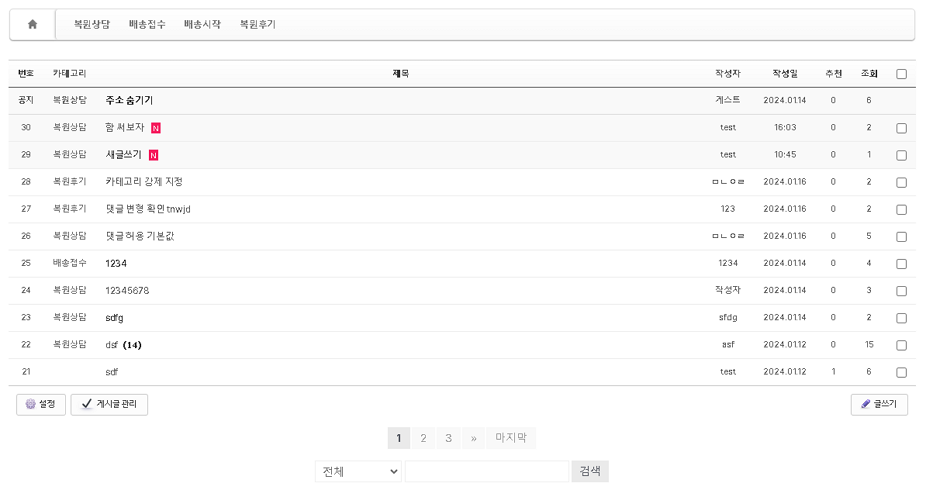 복원상담 배송접수 배송시작 복원후기
번호 카테고리 제목 작성자 작성일 추천 조회
공지 복원상담 주소 숨기기 게스트 2024.01.14 0 6
30 복원상담 함 써보자 N test 16:03 0 2
29 복원상담 새글쓰기 N test 10:45 0 1
28 복원후기 카테고리 강제 지정 ㅁㄴㅇㄹ 2024.01.16 0 2
27 복원후기 댓글 변형 확인tnwjd 123 2024.01.16 0 2
26 복원상담 댓글 허용 기본값 ㅁㄴㅇㄹ 2024.01.16 0 5
25 배송접수 1234 1234 2024.01.14 0 4
24 복원상담 12345678 작성자 2024.01.14 0 3
23 복원상담 sdfg sfdg 2024.01.14 0 2
22 복원상담 dsf (14) asf 2024.01.12 0 15
21 sdf test 2024.01.12 1 6
설정 게시글 관리 글쓰기
1 2 3 » 마지막
전체 검색